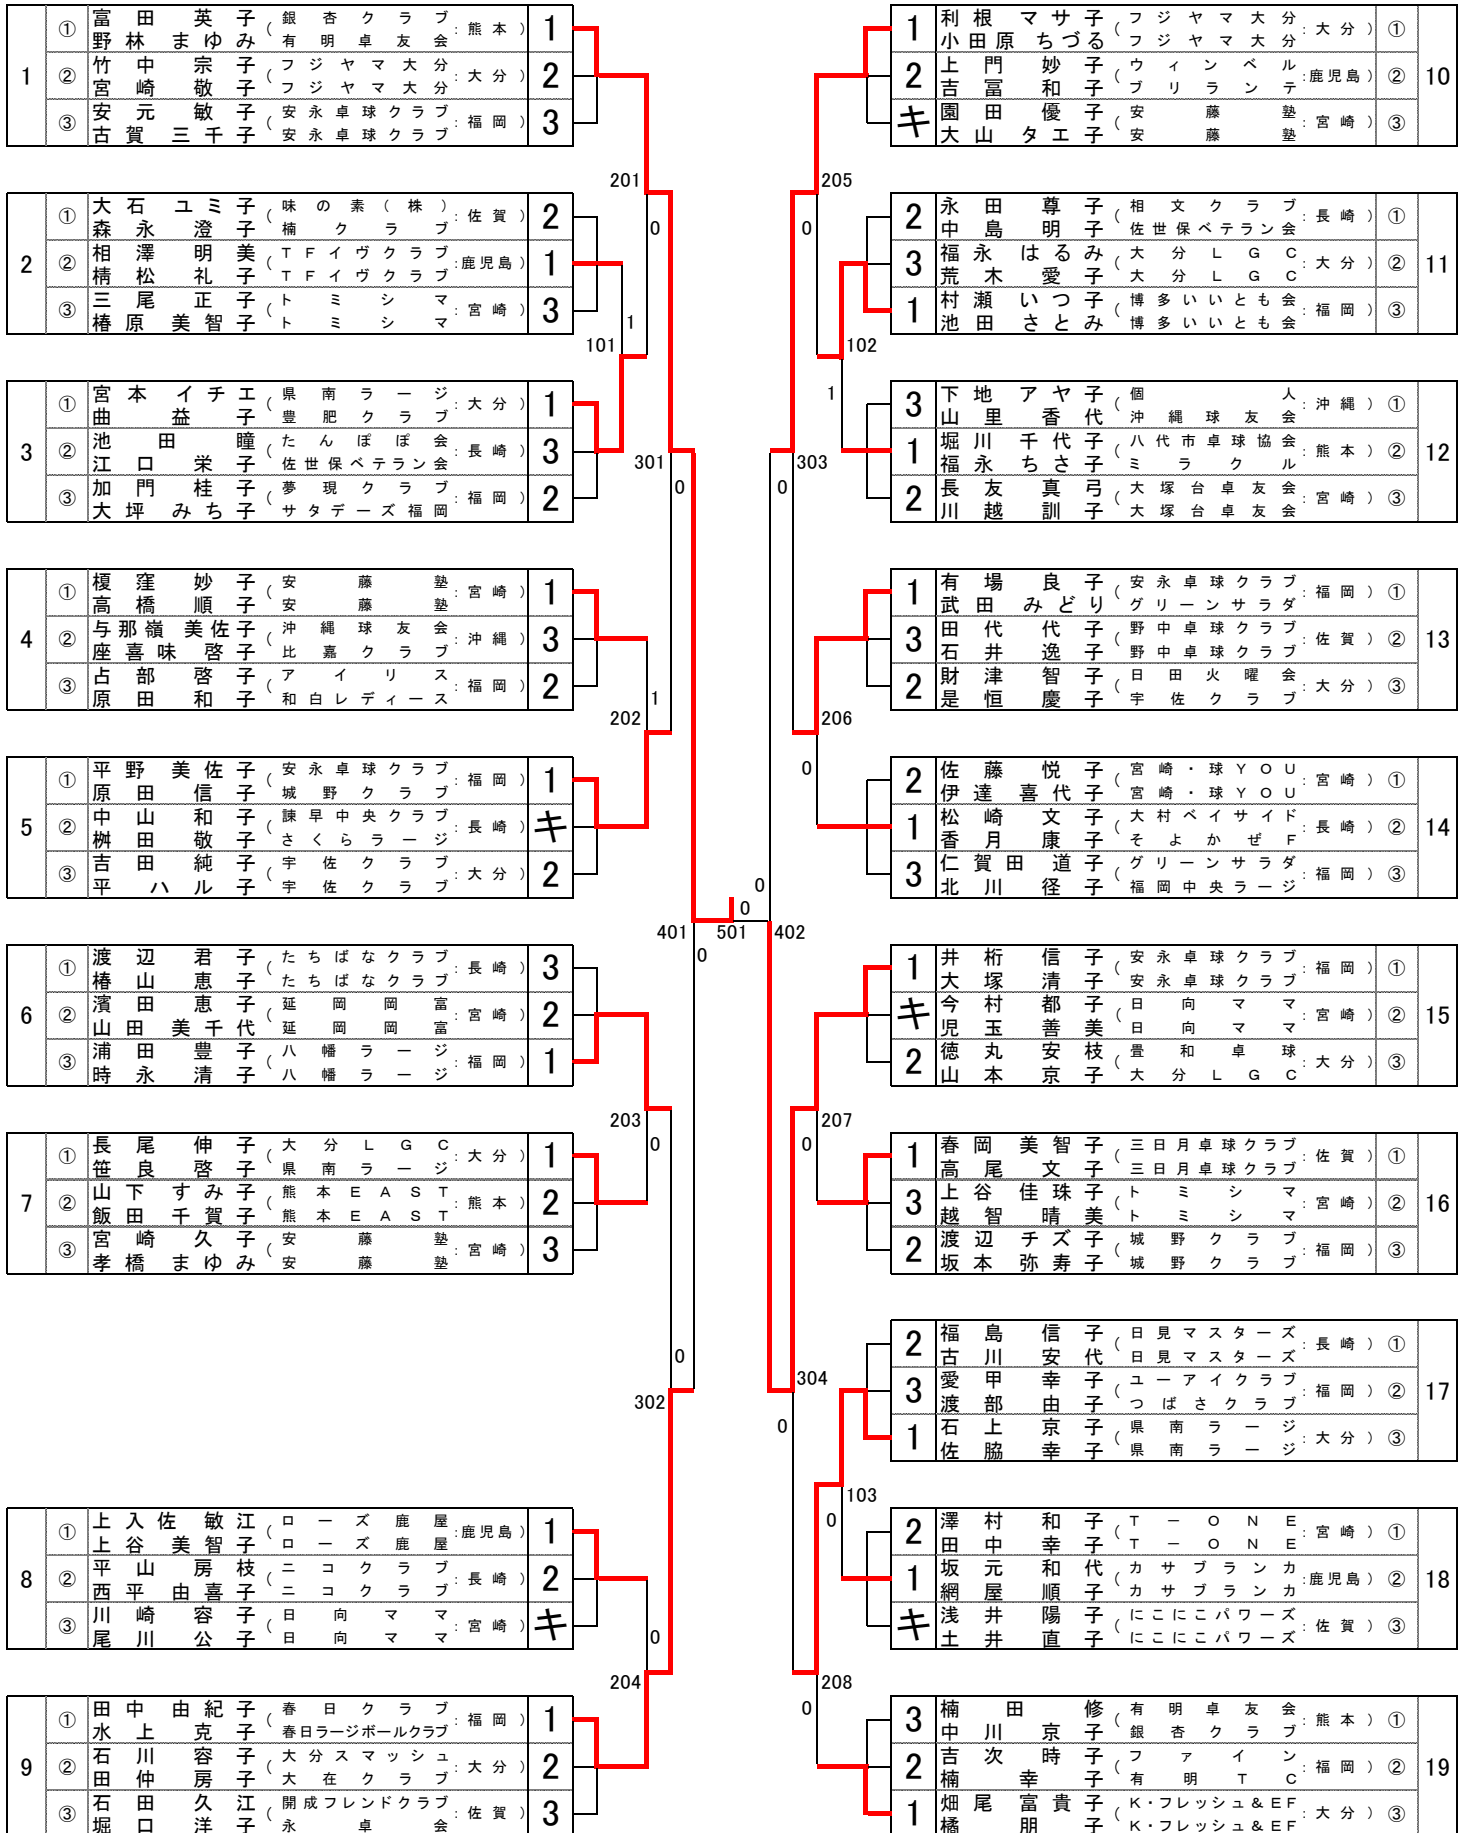 1
① 富田 英子 (銀杏クラブ : 熊本) 1
野林 まゆみ 有明卓友会
② 竹中 宗子 (フジヤマ大分 : 大分) 2
宮崎 敬子 フジヤマ大分
③ 安元 敏子 (安永卓球クラブ : 福岡) 3
古賀 三千子 安永卓球クラブ
2
① 大石 ユミ子 (味の素(株) : 佐賀) 2
森永 澄子 楠クラブ
② 相澤 明美 (TFイヴクラブ : 鹿児島) 1
棈松 礼子 TFイヴクラブ
③ 三尾 正子 (トミシマ : 宮崎) 3
椿原 美智子 トミシマ
3
① 宮本 イチエ (県南ラージ : 大分) 1
曲 益子 豊肥クラブ
② 池田 瞳 (たんぽぽ会 : 長崎) 3
江口 栄子 佐世保ベテラン会
③ 加門 桂子 (夢現クラブ : 福岡) 2
大坪 みち子 サタデーズ福岡
4
① 榎窪 妙子 (安藤塾 : 宮崎) 1
高橋 順子 安藤塾
② 与那嶺 美佐子 (沖縄球友会 : 沖縄) 3
座喜味 啓子 比嘉クラブ
③ 占部 啓子 (アイリス : 福岡) 2
原田 和子 和白レディース
5
① 平野 美佐子 (安永卓球クラブ : 福岡) 1
原田 信子 城野クラブ
② 中山 和子 (諫早中央クラブ : 長崎) キ
桝田 敬子 さくらラージ
③ 吉田 純子 (宇佐クラブ : 大分) 2
平 ハル子 宇佐クラブ
6
① 渡辺 君子 (たちばなクラブ : 長崎) 3
椿山 恵子 たちばなクラブ
② 濱田 恵子 (延岡岡富 : 宮崎) 2
山田 美千代 延岡岡富
③ 浦田 豊子 (八幡ラージ : 福岡) 1
時永 清子 八幡ラージ
7
① 長尾 伸子 (大分LGC : 大分) 1
笹良 啓子 県南ラージ
② 山下 すみ子 (熊本EAST : 熊本) 2
飯田 千賀子 熊本EAST
③ 宮崎 久子 (安藤塾 : 宮崎) 3
孝橋 まゆみ 安藤塾
8
① 上入佐 敏江 (ローズ鹿屋 : 鹿児島) 1
上谷 美智子 ローズ鹿屋
② 平山 房枝 (ニコクラブ : 長崎) 2
西平 由喜子 ニコクラブ
③ 川崎 容子 (日向ママ : 宮崎) キ
尾川 公子 日向ママ
9
① 田中 由紀子 (春日クラブ : 福岡) 1
水上 克子 春日ラージボールクラブ
② 石川 容子 (大分スマッシュ : 大分) 2
田仲 房子 大在クラブ
③ 石田 久江 (開成フレンドクラブ : 佐賀) 3
堀口 洋子 永卓会
201
0
1
101
301
0
1
202
401
0
501
0
0
402
203
0
0
302
0
204
205
0
102
1
303
0
206
0
207
0
304
0
103
0
208
0
10
1 利根 マサ子 (フジヤマ大分 : 大分) ①
小田原 ちづる フジヤマ大分
2 上門 妙子 (ウィンベル : 鹿児島) ②
吉冨 和子 ブリランテ
キ 園田 優子 (安藤塾 : 宮崎) ③
大山 タエ子 安藤塾
11
2 永田 尊子 (相文クラブ : 長崎) ①
中島 明子 佐世保ベテラン会
3 福永 はるみ (大分LGC : 大分) ②
荒木 愛子 大分LGC
1 村瀬 いつ子 (博多いいとも会 : 福岡) ③
池田 さとみ 博多いいとも会
12
3 下地 アヤ子 (個人 : 沖縄) ①
山里 香代 沖縄球友会
1 堀川 千代子 (八代市卓球協会 : 熊本) ②
福永 ちさ子 ミラクル
2 長友 真弓 (大塚台卓友会 : 宮崎) ③
川越 訓子 大塚台卓友会
13
1 有場 良子 (安永卓球クラブ : 福岡) ①
武田 みどり グリーンサラダ
3 田代 代子 (野中卓球クラブ : 佐賀) ②
石井 逸子 野中卓球クラブ
2 財津 智子 (日田火曜会 : 大分) ③
是恒 慶子 宇佐クラブ
14
2 佐藤 悦子 (宮崎・球YOU : 宮崎) ①
伊達 喜代子 宮崎・球YOU
1 松崎 文子 (大村ベイサイド : 長崎) ②
香月 康子 そよかぜF
3 仁賀田 道子 (グリーンサラダ : 福岡) ③
北川 径子 福岡中央ラージ
15
1 井桁 信子 (安永卓球クラブ : 福岡) ①
大塚 清子 安永卓球クラブ
キ 今村 都子 (日向ママ : 宮崎) ②
児玉 善美 日向ママ
2 徳丸 安枝 (畳和卓球 : 大分) ③
山本 京子 大分LGC
16
1 春岡 美智子 (三日月卓球クラブ : 佐賀) ①
高尾 文子 三日月卓球クラブ
3 上谷 佳珠子 (トミシマ : 宮崎) ②
越智 晴美 トミシマ
2 渡辺 チズ子 (城野クラブ : 福岡) ③
坂本 弥寿子 城野クラブ
17
2 福島 信子 (日見マスターズ : 長崎) ①
古川 安代 日見マスターズ
3 愛甲 幸子 (ユーアイクラブ : 福岡) ②
渡部 由子 つばさクラブ
1 石上 京子 (県南ラージ : 大分) ③
佐脇 幸子 県南ラージ
18
2 澤村 和子 (T-ONE : 宮崎) ①
田中 幸子 T-ONE
1 坂元 和代 (カサブランカ : 鹿児島) ②
網屋 順子 カサブランカ
キ 浅井 陽子 (にこにこパワーズ : 佐賀) ③
土井 直子 にこにこパワーズ
19
3 楠田 修 (有明卓友会 : 熊本) ①
中川 京子 銀杏クラブ
2 吉次 時子 (ファイン : 福岡) ②
楠 幸子 有明TC
1 畑尾 富貴子 (K・フレッシュ&EF : 大分) ③
橘 朋子 K・フレッシュ&EF